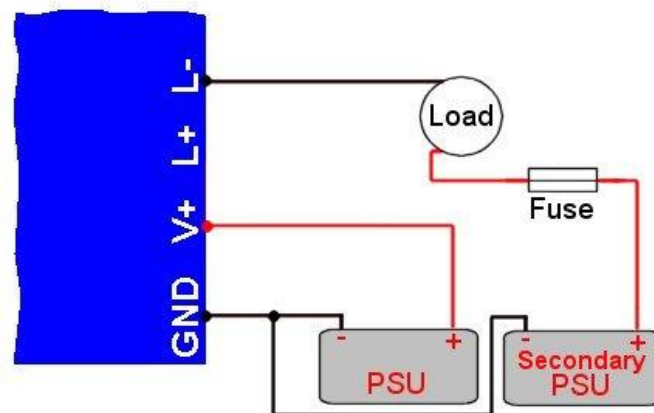 L-
L+
V+
GND
Load
Fuse
- +
PSU
- +
Secondary
PSU